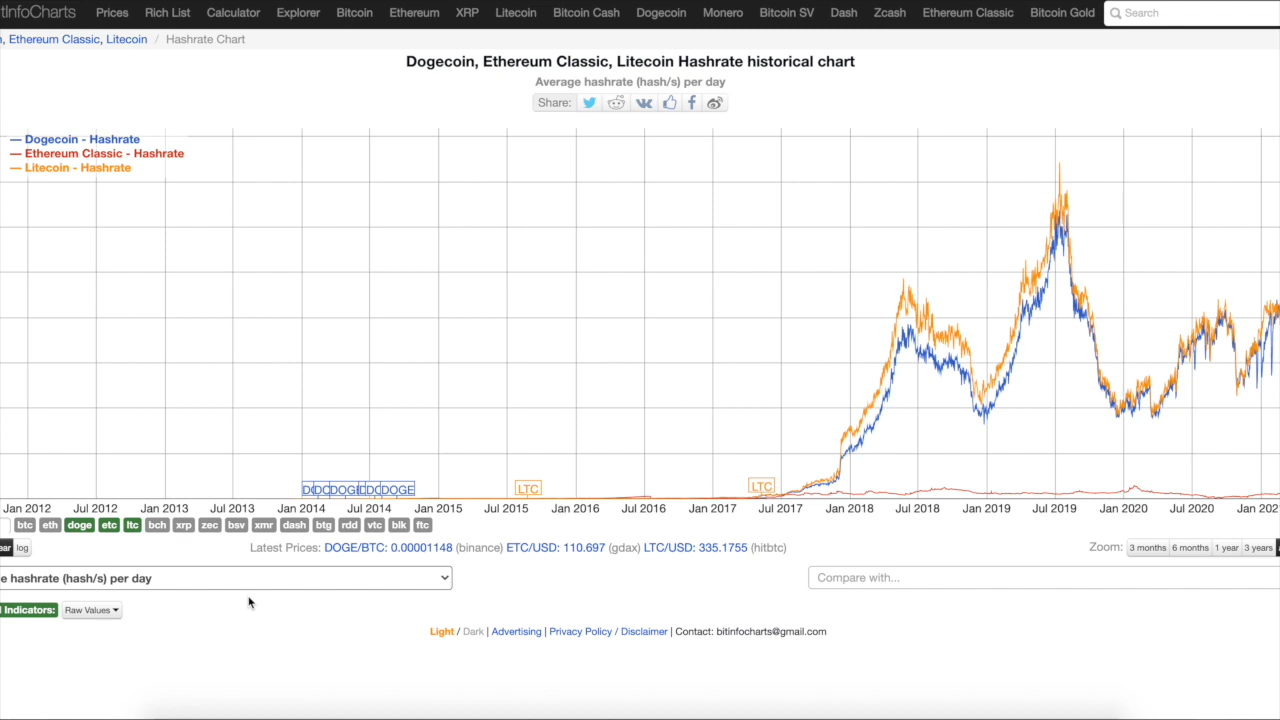 tInfoCharts Prices Rich List Calculator Explorer Bitcoin Ethereum XRP Litecoin Bitcoin Cash Dogecoin Monero Bitcoin SV Dash Zcash Ethereum Classic Bitcoin Gold Search
, Ethereum Classic, Litecoin / Hashrate Chart
Dogecoin, Ethereum Classic, Litecoin Hashrate historical chart
Average hashrate (hash/s) per day
Share:
Dogecoin - Hashrate
Ethereum Classic - Hashrate
Litecoin - Hashrate
DOGE LTC LTC
Jan 2012 Jul 2012 Jan 2013 Jul 2013 Jan 2014 Jul 2014 Jan 2015 Jul 2015 Jan 2016 Jul 2016 Jan 2017 Jul 2017 Jan 2018 Jul 2018 Jan 2019 Jul 2019 Jan 2020 Jul 2020 Jan 202
btc eth doge etc ltc bch xrp zec bsv xmr dash btg rdd vtc blk ftc
ear log Latest Prices: DOGE/BTC: 0.00001148 (binance) ETC/USD: 110.697 (gdax) LTC/USD: 335.1755 (hitbtc) Zoom: 3 months 6 months 1 year 3 years
e hashrate (hash/s) per day Compare with...
l Indicators: Raw Values
Light / Dark | Advertising | Privacy Policy / Disclaimer | Contact: bitinfocharts@gmail.com